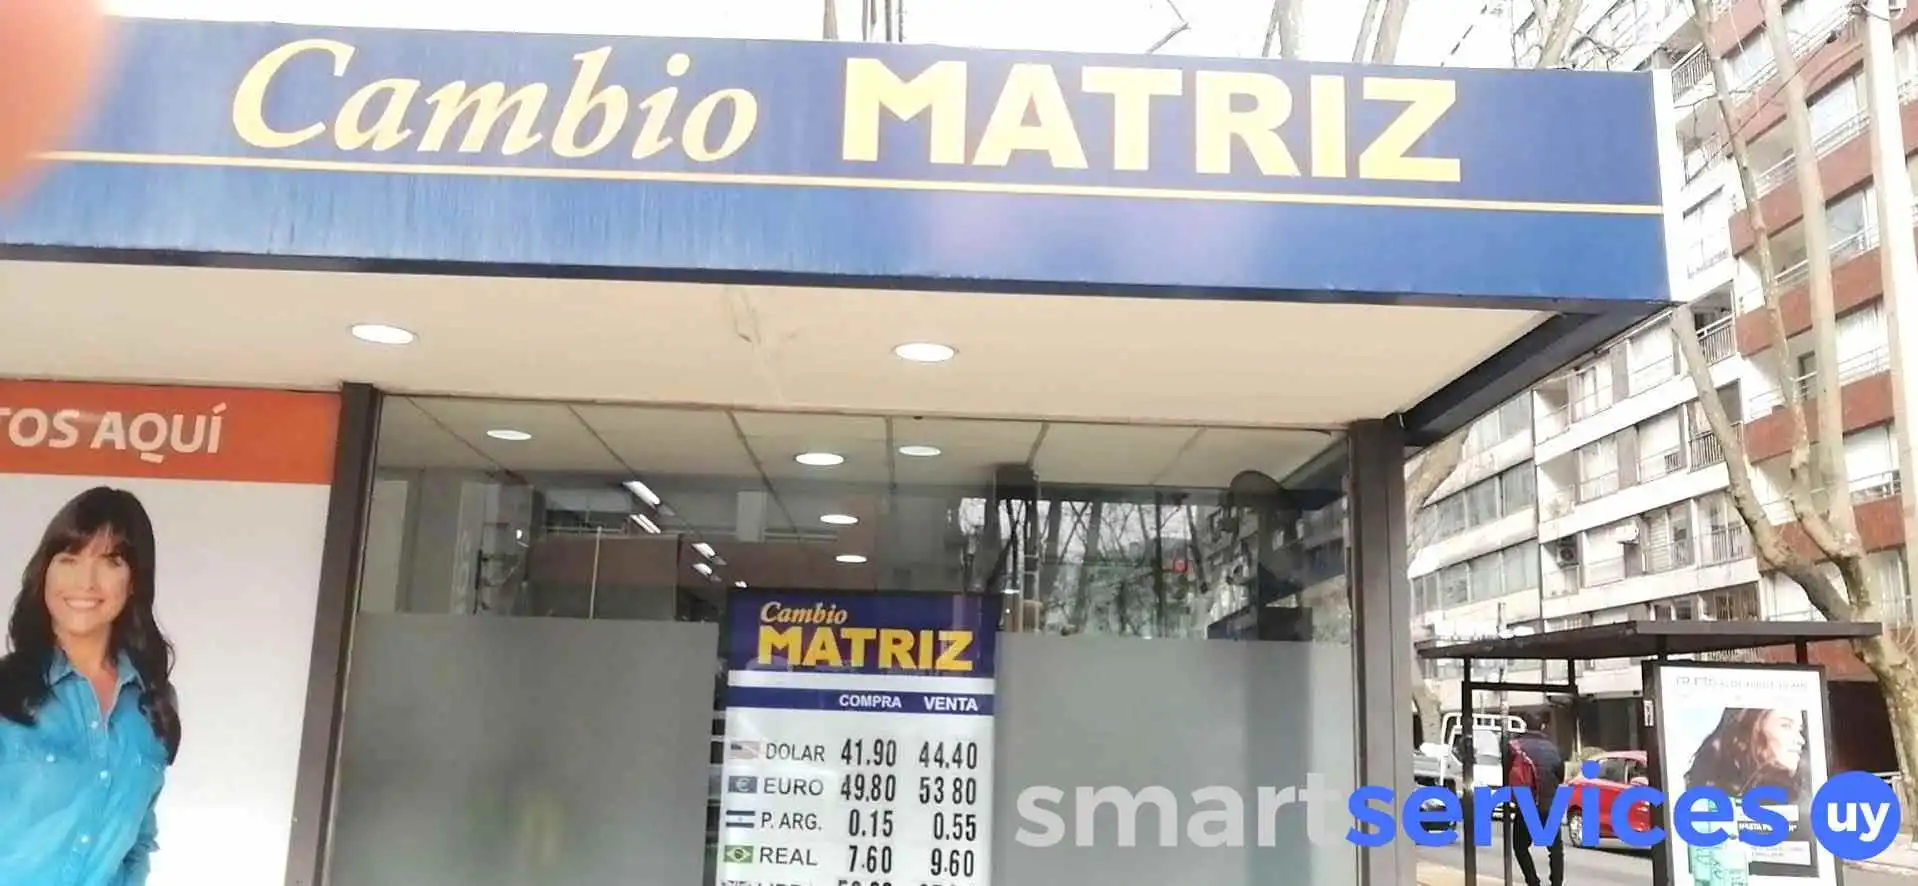 Cambio MATRIZ
TOS AQUÍ
Cambio
MATRIZ
COMPRA VENTA
DOLAR 41.90 44.40
EURO 49.80 53 80
P. ARG. 0.15 0.55
REAL 7.60 9.60
smartservices uy